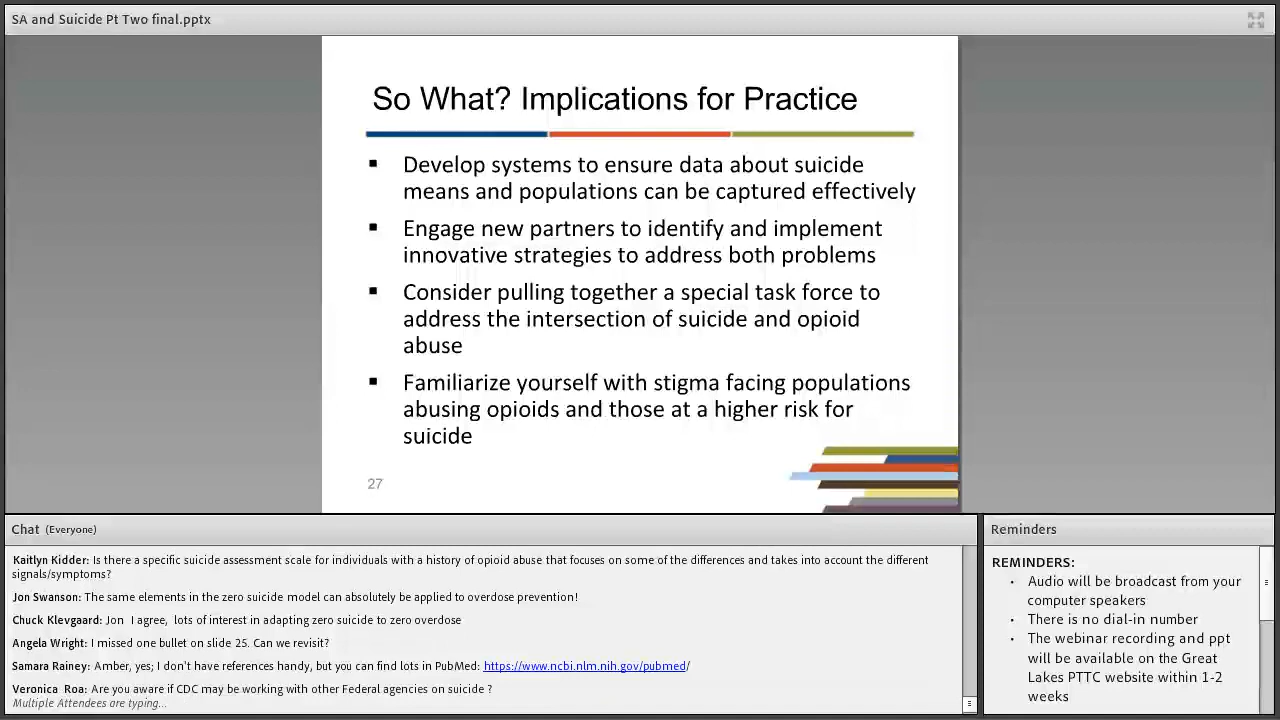 SA and Suicide Pt Two final.pptx
So What? Implications for Practice
▪ Develop systems to ensure data about suicide
means and populations can be captured effectively
▪ Engage new partners to identify and implement
innovative strategies to address both problems
▪ Consider pulling together a special task force to
address the intersection of suicide and opioid
abuse
▪ Familiarize yourself with stigma facing populations
abusing opioids and those at a higher risk for
suicide
27
Chat (Everyone)
Kaitlyn Kidder: Is there a specific suicide assessment scale for individuals with a history of opioid abuse that focuses on some of the differences and takes into account the different
signals/symptoms?
Jon Swanson: The same elements in the zero suicide model can absolutely be applied to overdose prevention!
Chuck Klevgaard: Jon I agree, lots of interest in adapting zero suicide to zero overdose
Angela Wright: I missed one bullet on slide 25. Can we revisit?
Samara Rainey: Amber, yes; I don't have references handy, but you can find lots in PubMed: https://www.ncbi.nlm.nih.gov/pubmed/
Veronica Roa: Are you aware if CDC may be working with other Federal agencies on suicide ?
Multiple Attendees are typing...
Reminders
REMINDERS:
• Audio will be broadcast from your
computer speakers
• There is no dial-in number
• The webinar recording and ppt
will be available on the Great
Lakes PTTC website within 1-2
weeks